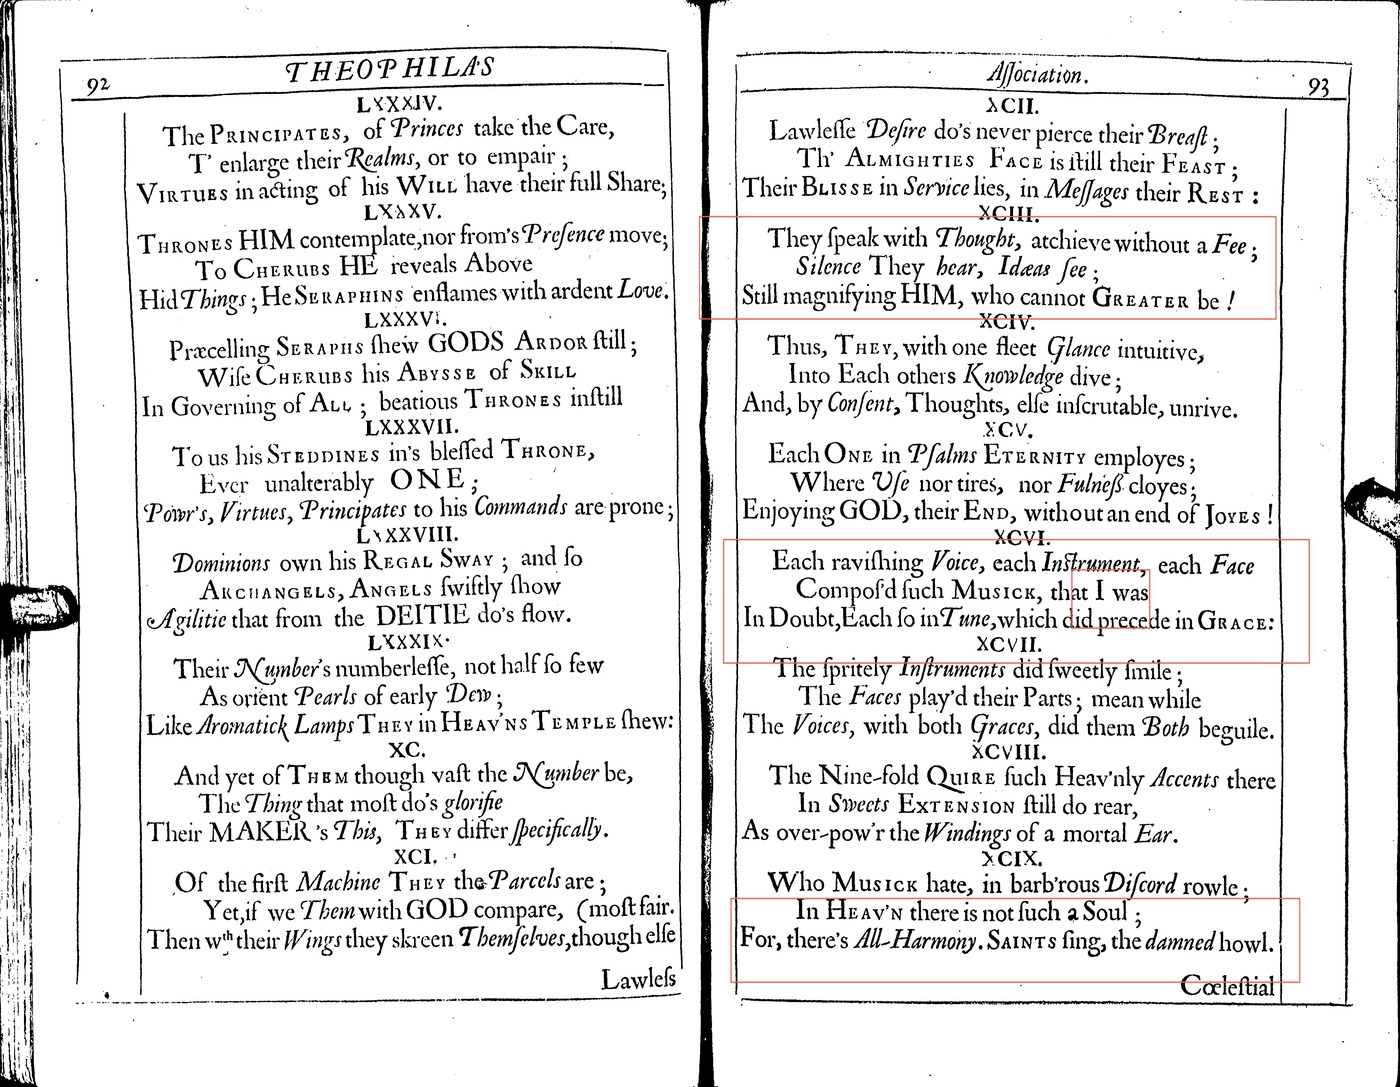 92 THEOPHILA'S
LXXXIV.
The PRINCIPATES, of Princes take the Care,
T' enlarge their Realms, or to empair ;
VIRTUES in acting of his WILL have their full Share;
LXXXV.
THRONES HIM contemplate, nor from's Presence move;
To CHERUBS HE reveals Above
Hid Things ; He SERAPHINS enflames with ardent Love.
LXXXVI.
Præcelling SERAPHS ſhew GODS ARDOR ſtill ;
Wiſe CHERUBS his ABYSSE of SKILL
In Governing of ALL ; beatious THRONES inſtill
LXXXVII.
To us his STEDDINES in's bleſſed THRONE,
Ever unalterably ONE ;
Pow'r's, Virtues, Principates to his Commands are prone ;
LXXXVIII.
Dominions own his REGAL SWAY ; and ſo
ARCHANGELS, ANGELS ſwiftly ſhow
Agilitie that from the DEITIE do's flow.
LXXXIX.
Their Number's numberleſſe, not half ſo few
As orient Pearls of early Dew ;
Like Aromatick Lamps THEY in HEAV'NS TEMPLE ſhew:
XC.
And yet of THEM though vaſt the Number be,
The Thing that moſt do's glorifie
Their MAKER 's This, THEY differ ſpecifically.
XCI.
Of the firſt Machine THEY the Parcels are ;
Yet, if we Them with GOD compare, (moſt fair.
Then wth their Wings they skreen Themſelves, though elſe
Lawleſs
Aſſociation. 93
XCII.
Lawleſſe Deſire do's never pierce their Breaſt ;
Th' ALMIGHTIES FACE is ſtill their FEAST ;
Their BLISSE in Service lies, in Meſſages their REST :
XCIII.
They ſpeak with Thought, atchieve without a Fee ;
Silence They hear, Idæas ſee ;
Still magnifying HIM, who cannot GREATER be !
XCIV.
Thus, THEY, with one fleet Glance intuitive,
Into Each others Knowledge dive ;
And, by Conſent, Thoughts, elſe inſcrutable, unrive.
XCV.
Each ONE in Pſalms ETERNITY employes ;
Where Uſe nor tires, nor Fulneß cloyes ;
Enjoying GOD, their END, without an end of JOYES !
XCVI.
Each raviſhing Voice, each Inſtrument, each Face
Compoſ'd ſuch MUSICK, that I was
In Doubt, Each ſo in Tune, which did precede in GRACE:
XCVII.
The ſpritely Inſtruments did ſweetly ſmile ;
The Faces play'd their Parts ; mean while
The Voices, with both Graces, did them Both beguile.
XCVIII.
The Nine-fold QUIRE ſuch Heav'nly Accents there
In Sweets EXTENSION ſtill do rear,
As over-pow'r the Windings of a mortal Ear.
XCIX.
Who MUSICK hate, in barb'rous Diſcord rowle ;
In HEAV'N there is not ſuch a Soul ;
For, there's All-Harmony. SAINTS ſing, the damned howl.
Cœleſtial